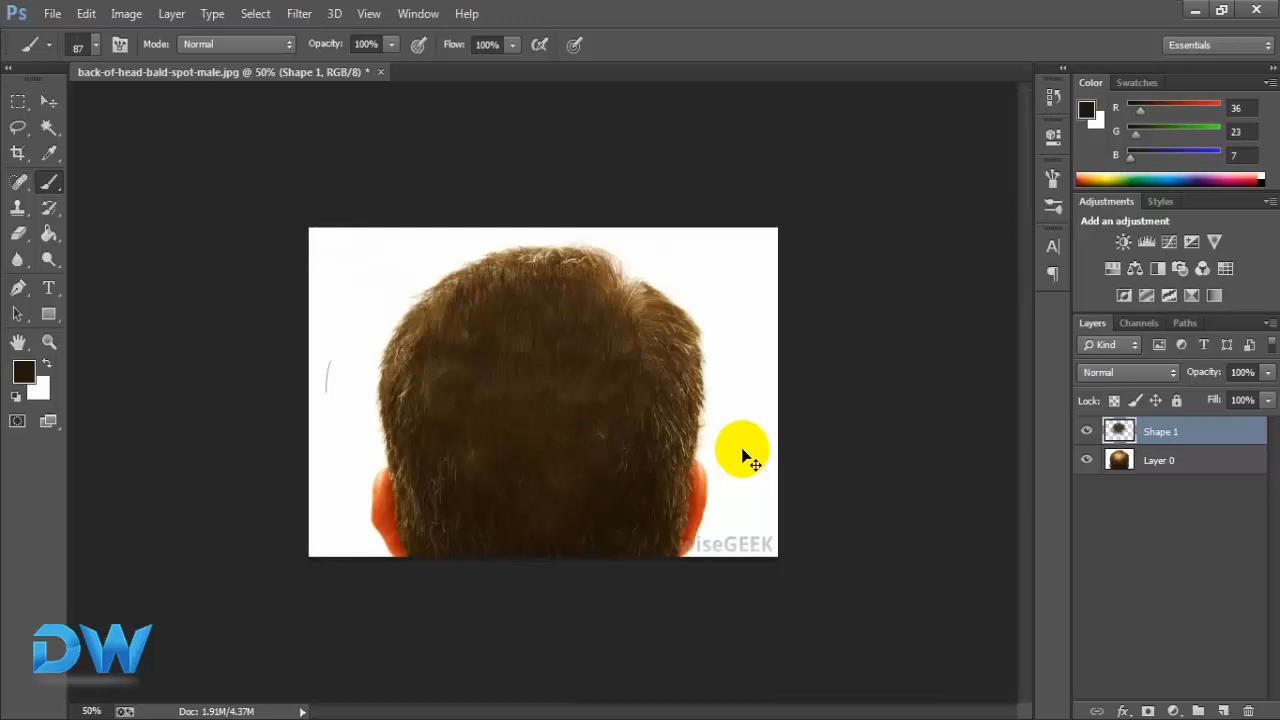 Ps File Edit Image Layer Type Select Filter 3D View Window Help
87 Mode: Normal Opacity: 100% Flow: 100% Essentials
back-of-head-bald-spot-male.jpg @ 50% (Shape 1, RGB/8) * ×
Color Swatches
R 36
G 23
B 7
Adjustments Styles
Add an adjustment
Layers Channels Paths
Kind
Normal Opacity: 100%
Lock: Fill: 100%
Shape 1
Layer 0
iseGEEK
DW
50% Doc: 1.91M/4.37M